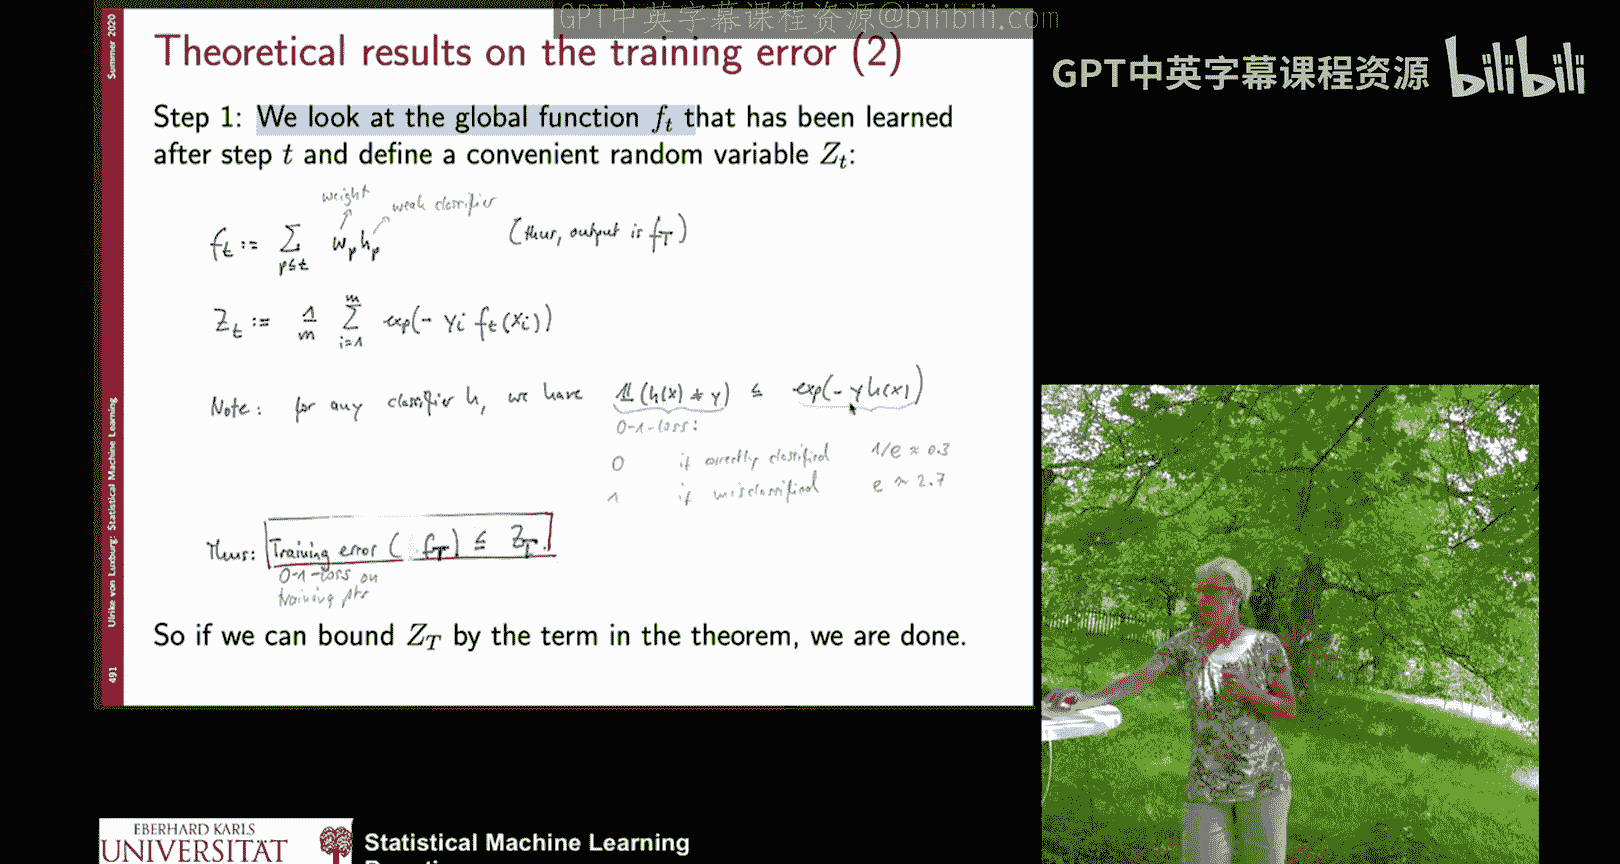 GPT中英字幕课程资源@bilibili.com
GPT中英字幕课程资源 bilibili
Summer 2020
Ulrike von Luxburg: Statistical Machine Learning
491
Theoretical results on the training error (2)
Step 1: We look at the global function f_t that has been learned
after step t and define a convenient random variable Z_t:
weight
weak classifier
f_t := Σ_{p≤t} w_p h_p (thus, output is f_T)
Z_t := 1/m Σ_{i=1}^{m} exp(- y_i f_t(x_i))
Note: for any classifier h, we have 𝟙(h(x) ≠ y) ≤ exp(- y h(x))
0-1-loss:
0 if correctly classified 1/e ≈ 0.3
1 if misclassified e ≈ 2.7
Thus: Training error (f_T) ≤ Z_T.
0-1-loss on
training pts
So if we can bound Z_T by the term in the theorem, we are done.
EBERHARD KARLS
UNIVERSITÄT
Statistical Machine Learning